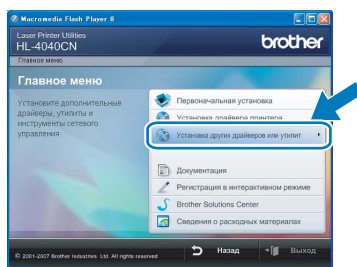 Macromedia Flash Player 8
Laser Printer Utilities
HL-4040CN
brother
Главное меню
Главное меню
Установите дополнительные
драйверы, утилиты и
инструменты сетевого
управления.
Первоначальная установка
Установка драйвера принтера
Установка других драйверов или утилит
Документация
Регистрация в интерактивном режиме
Brother Solutions Center
Сведения о расходных материалах
© 2001-2007 Brother Industries Ltd. All rights reserved
Назад
Выход